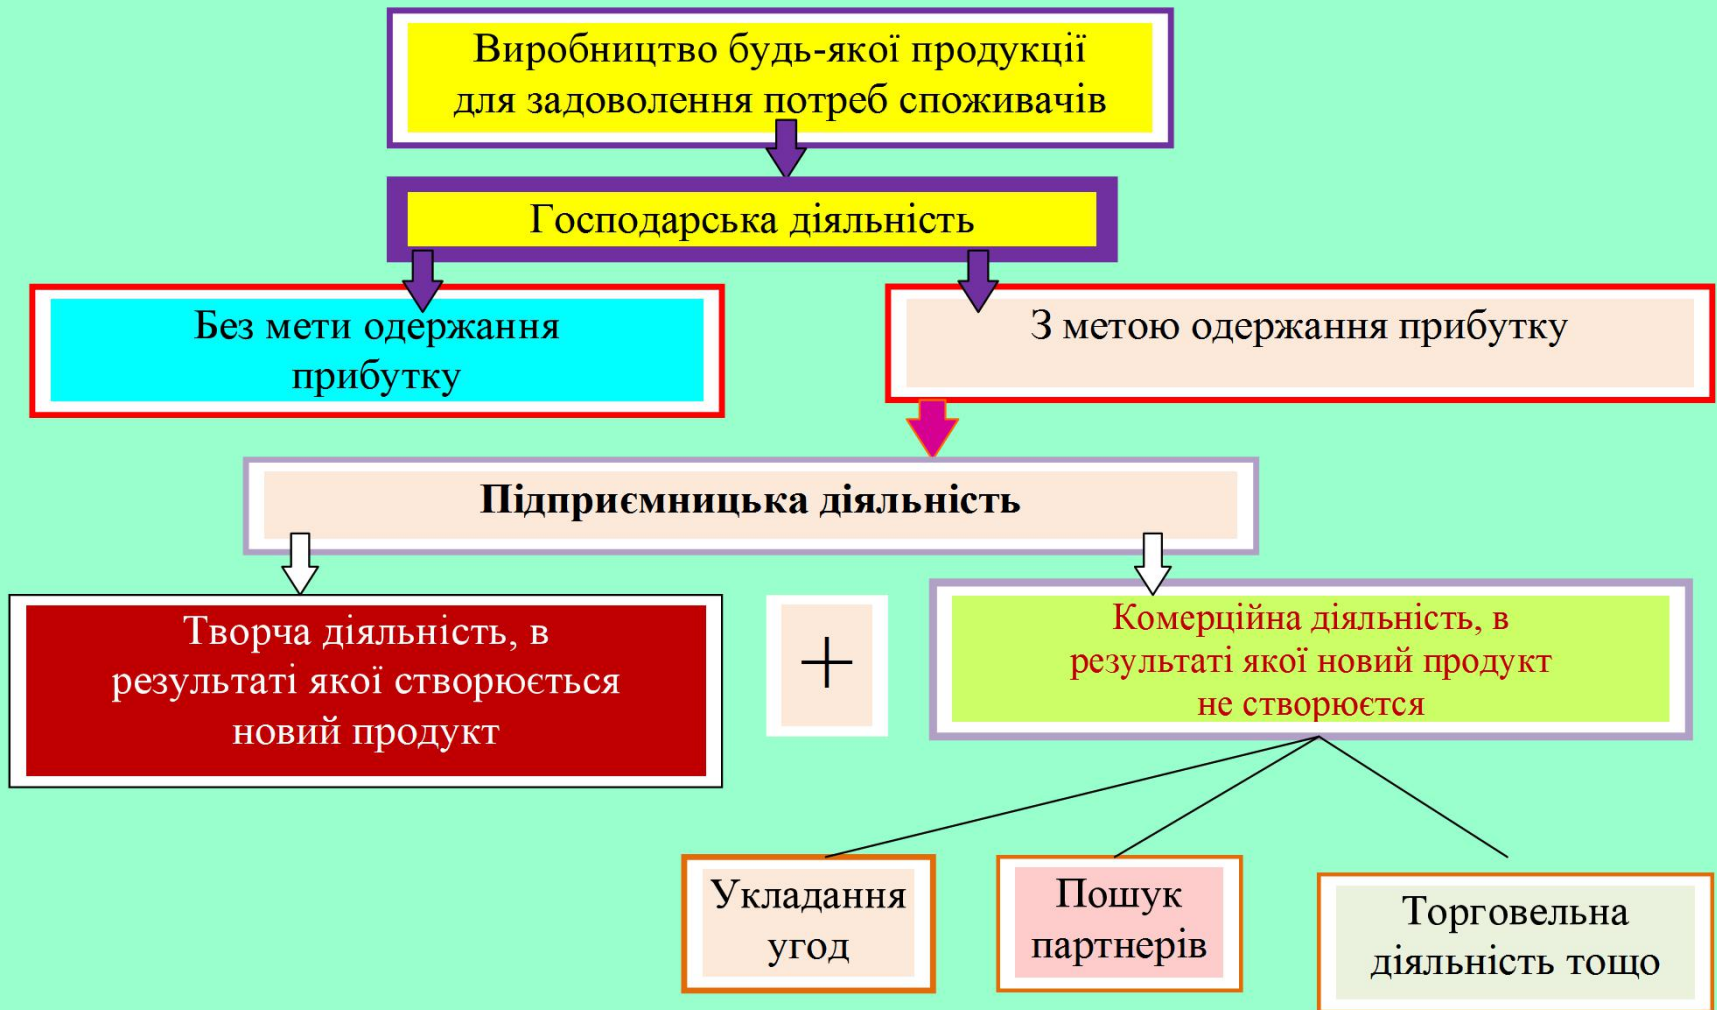 Виробництво будь-якої продукції
для задоволення потреб споживачів
Господарська діяльність
Без мети одержання
прибутку
З метою одержання прибутку
Підприємницька діяльність
Творча діяльність, в
результаті якої створюється
новий продукт
+
Комерційна діяльність, в
результаті якої новий продукт
не створюєтся
Укладання
угод
Пошук
партнерів
Торговельна
діяльність тощо